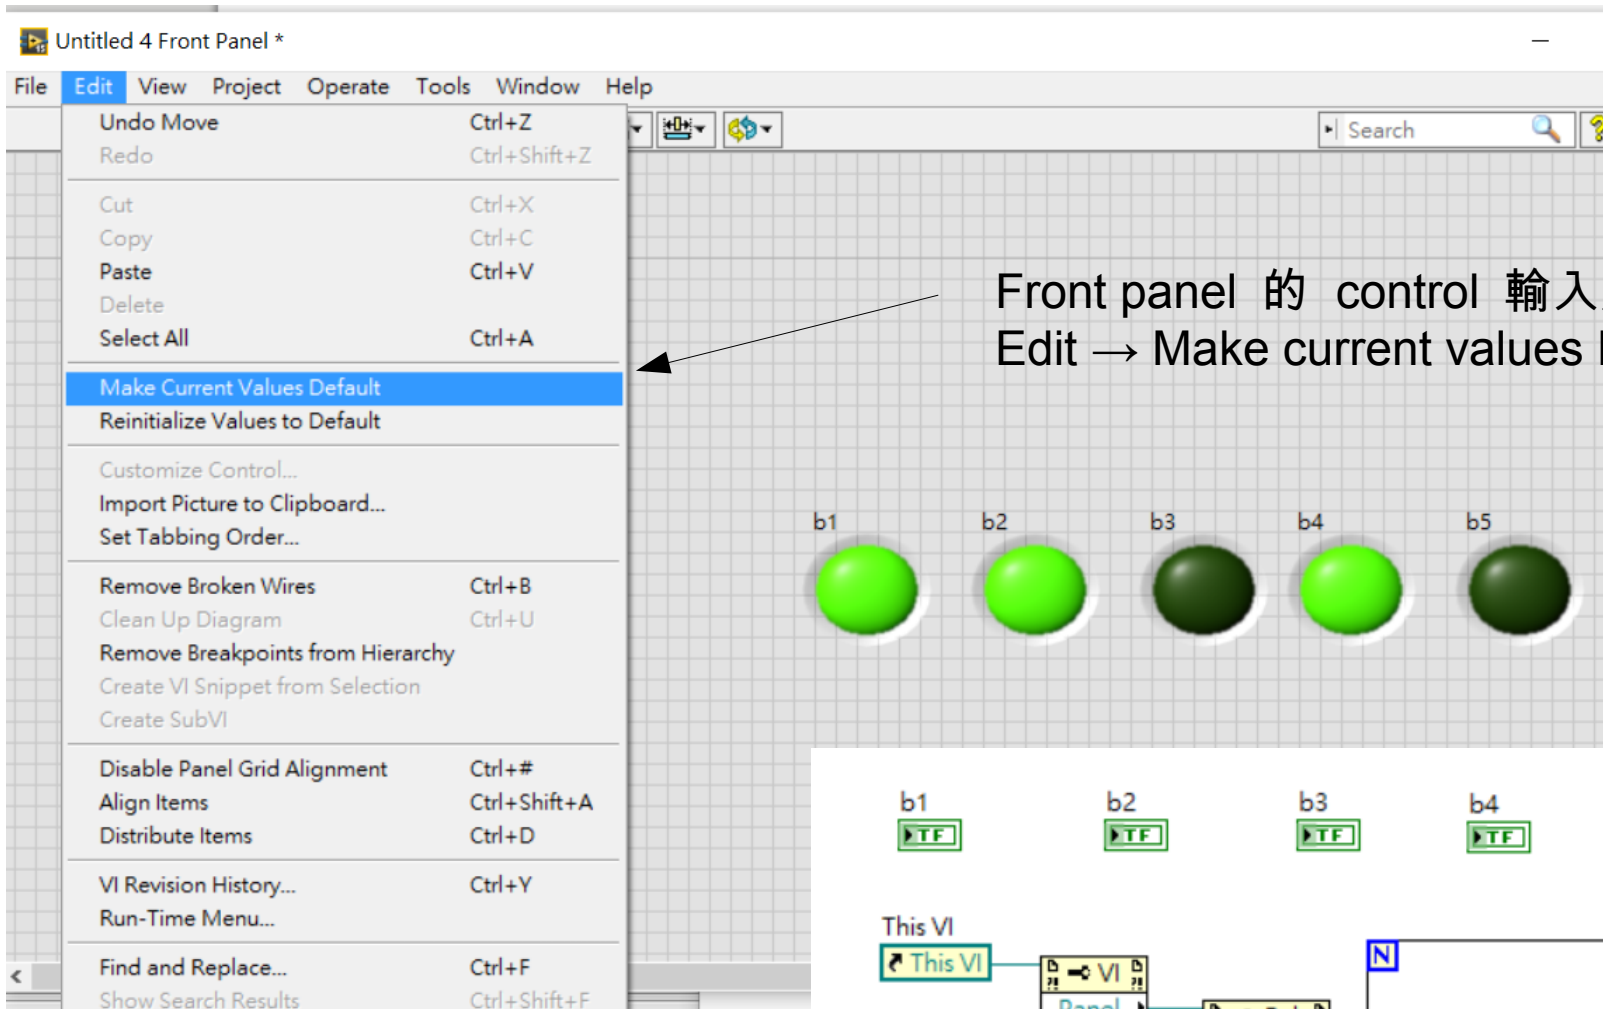 Untitled 4 Front Panel *
File Edit View Project Operate Tools Window Help
Search
Undo Move Ctrl+Z
Redo Ctrl+Shift+Z
Cut Ctrl+X
Copy Ctrl+C
Paste Ctrl+V
Delete
Select All Ctrl+A
Make Current Values Default
Reinitialize Values to Default
Customize Control...
Import Picture to Clipboard...
Set Tabbing Order...
Remove Broken Wires Ctrl+B
Clean Up Diagram Ctrl+U
Remove Breakpoints from Hierarchy
Create VI Snippet from Selection
Create SubVI
Disable Panel Grid Alignment Ctrl+#
Align Items Ctrl+Shift+A
Distribute Items Ctrl+D
VI Revision History... Ctrl+Y
Run-Time Menu...
Find and Replace... Ctrl+F
Show Search Results Ctrl+Shift+F
Front panel 的 control 輸入
Edit → Make current values
b1 b2 b3 b4 b5
b1 b2 b3 b4
TF TF TF TF
This VI
This VI
VI
Panel
N